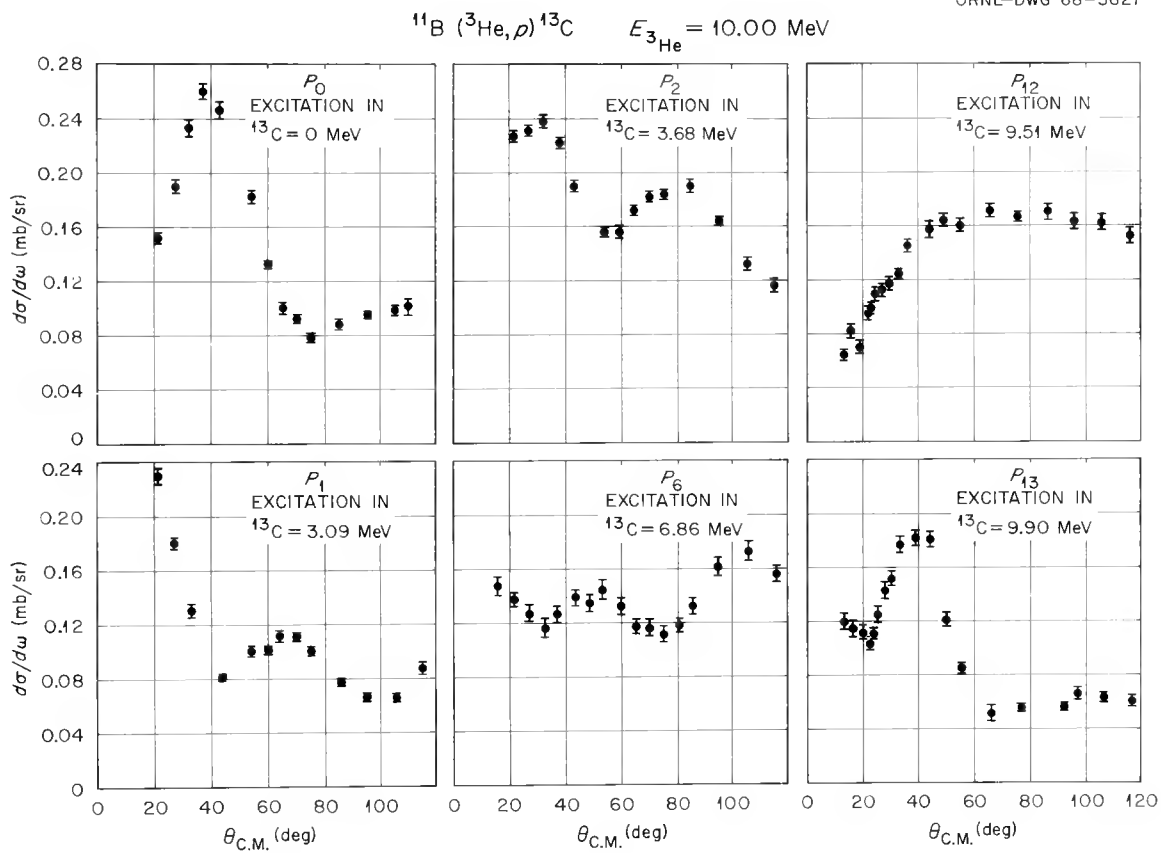 ¹¹B (³He, p)¹³C E₃He = 10.00 MeV
dσ/dω (mb/sr)
0.28
0.24
0.20
0.16
0.12
0.08
0.04
0
P₀
EXCITATION IN
¹³C = 0 MeV
P₂
EXCITATION IN
¹³C = 3.68 MeV
P₁₂
EXCITATION IN
¹³C = 9.51 MeV
dσ/dω (mb/sr)
0.24
0.20
0.16
0.12
0.08
0.04
0
P₁
EXCITATION IN
¹³C = 3.09 MeV
P₆
EXCITATION IN
¹³C = 6.86 MeV
P₁₃
EXCITATION IN
¹³C = 9.90 MeV
0 20 40 60 80 100
0 20 40 60 80 100
0 20 40 60 80 100 120
θC.M. (deg)
θC.M. (deg)
θC.M. (deg)